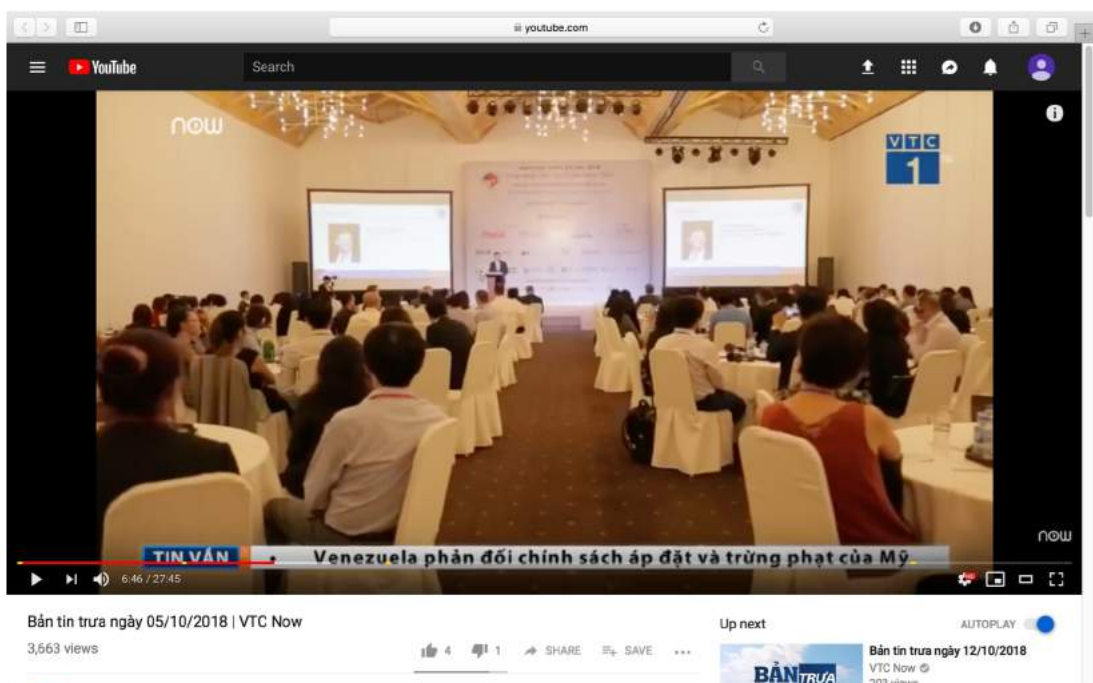 youtube.com
YouTube
Search
now
VTC
1
now
TIN VẮN
Venezuela phản đối chính sách áp đặt và trừng phạt của Mỹ
6:46 / 27:45
Bản tin trưa ngày 05/10/2018 | VTC Now
3,663 views
4
1
SHARE
SAVE
Up next
AUTOPLAY
BẢN TRƯA
Bản tin trưa ngày 12/10/2018
VTC Now
views